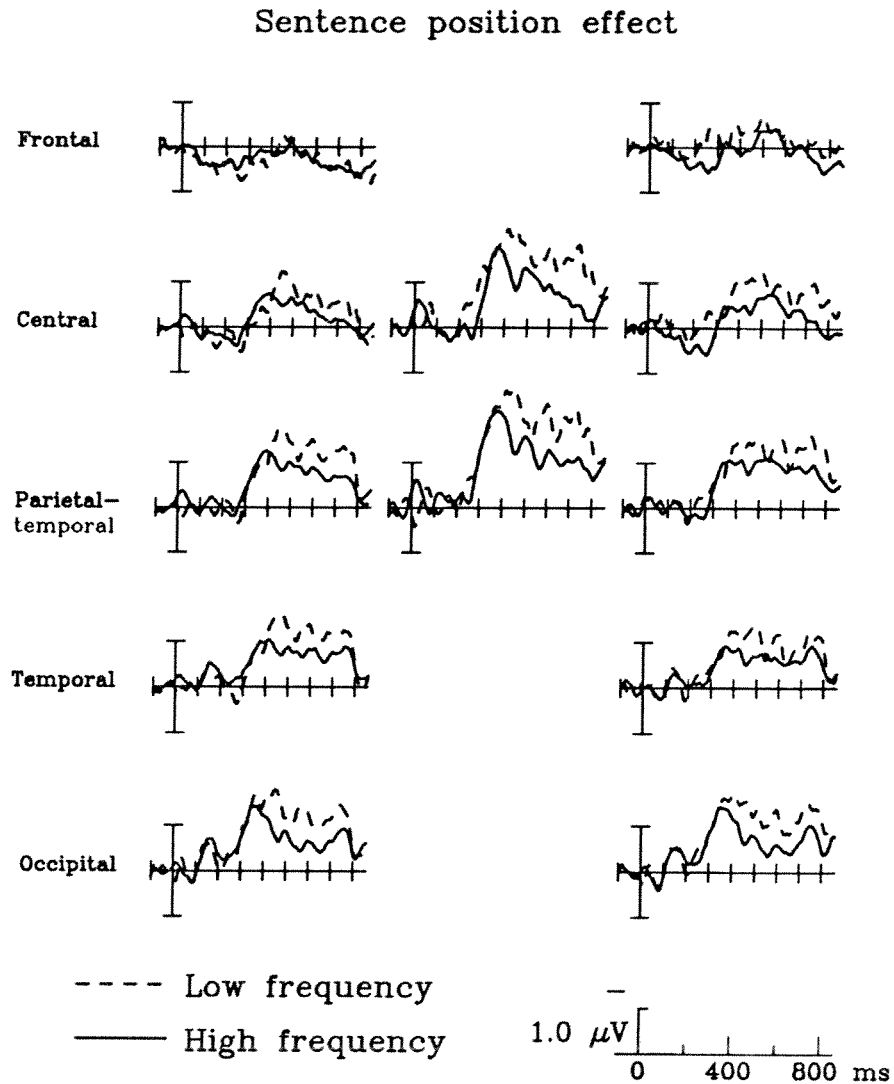 Sentence position effect
Frontal
Central
Parietal–
temporal
Temporal
Occipital
Low frequency
High frequency
–
1.0 μV
0 400 800 ms